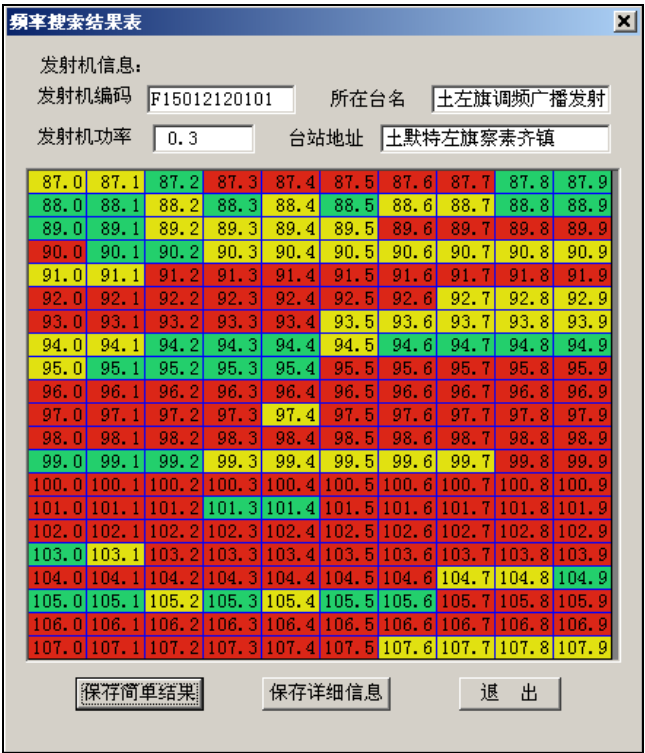 频率搜索结果表
发射机信息:
发射机编码 F15012120101 所在台名 土左旗调频广播发射
发射机功率 0.3 台站地址 土默特左旗察素齐镇
87.0 87.1 87.2 87.3 87.4 87.5 87.6 87.7 87.8 87.9
88.0 88.1 88.2 88.3 88.4 88.5 88.6 88.7 88.8 88.9
89.0 89.1 89.2 89.3 89.4 89.5 89.6 89.7 89.8 89.9
90.0 90.1 90.2 90.3 90.4 90.5 90.6 90.7 90.8 90.9
91.0 91.1 91.2 91.3 91.4 91.5 91.6 91.7 91.8 91.9
92.0 92.1 92.2 92.3 92.4 92.5 92.6 92.7 92.8 92.9
93.0 93.1 93.2 93.3 93.4 93.5 93.6 93.7 93.8 93.9
94.0 94.1 94.2 94.3 94.4 94.5 94.6 94.7 94.8 94.9
95.0 95.1 95.2 95.3 95.4 95.5 95.6 95.7 95.8 95.9
96.0 96.1 96.2 96.3 96.4 96.5 96.6 96.7 96.8 96.9
97.0 97.1 97.2 97.3 97.4 97.5 97.6 97.7 97.8 97.9
98.0 98.1 98.2 98.3 98.4 98.5 98.6 98.7 98.8 98.9
99.0 99.1 99.2 99.3 99.4 99.5 99.6 99.7 99.8 99.9
100.0 100.1 100.2 100.3 100.4 100.5 100.6 100.7 100.8 100.9
101.0 101.1 101.2 101.3 101.4 101.5 101.6 101.7 101.8 101.9
102.0 102.1 102.2 102.3 102.4 102.5 102.6 102.7 102.8 102.9
103.0 103.1 103.2 103.3 103.4 103.5 103.6 103.7 103.8 103.9
104.0 104.1 104.2 104.3 104.4 104.5 104.6 104.7 104.8 104.9
105.0 105.1 105.2 105.3 105.4 105.5 105.6 105.7 105.8 105.9
106.0 106.1 106.2 106.3 106.4 106.5 106.6 106.7 106.8 106.9
107.0 107.1 107.2 107.3 107.4 107.5 107.6 107.7 107.8 107.9
保存简单结果 保存详细信息 退 出